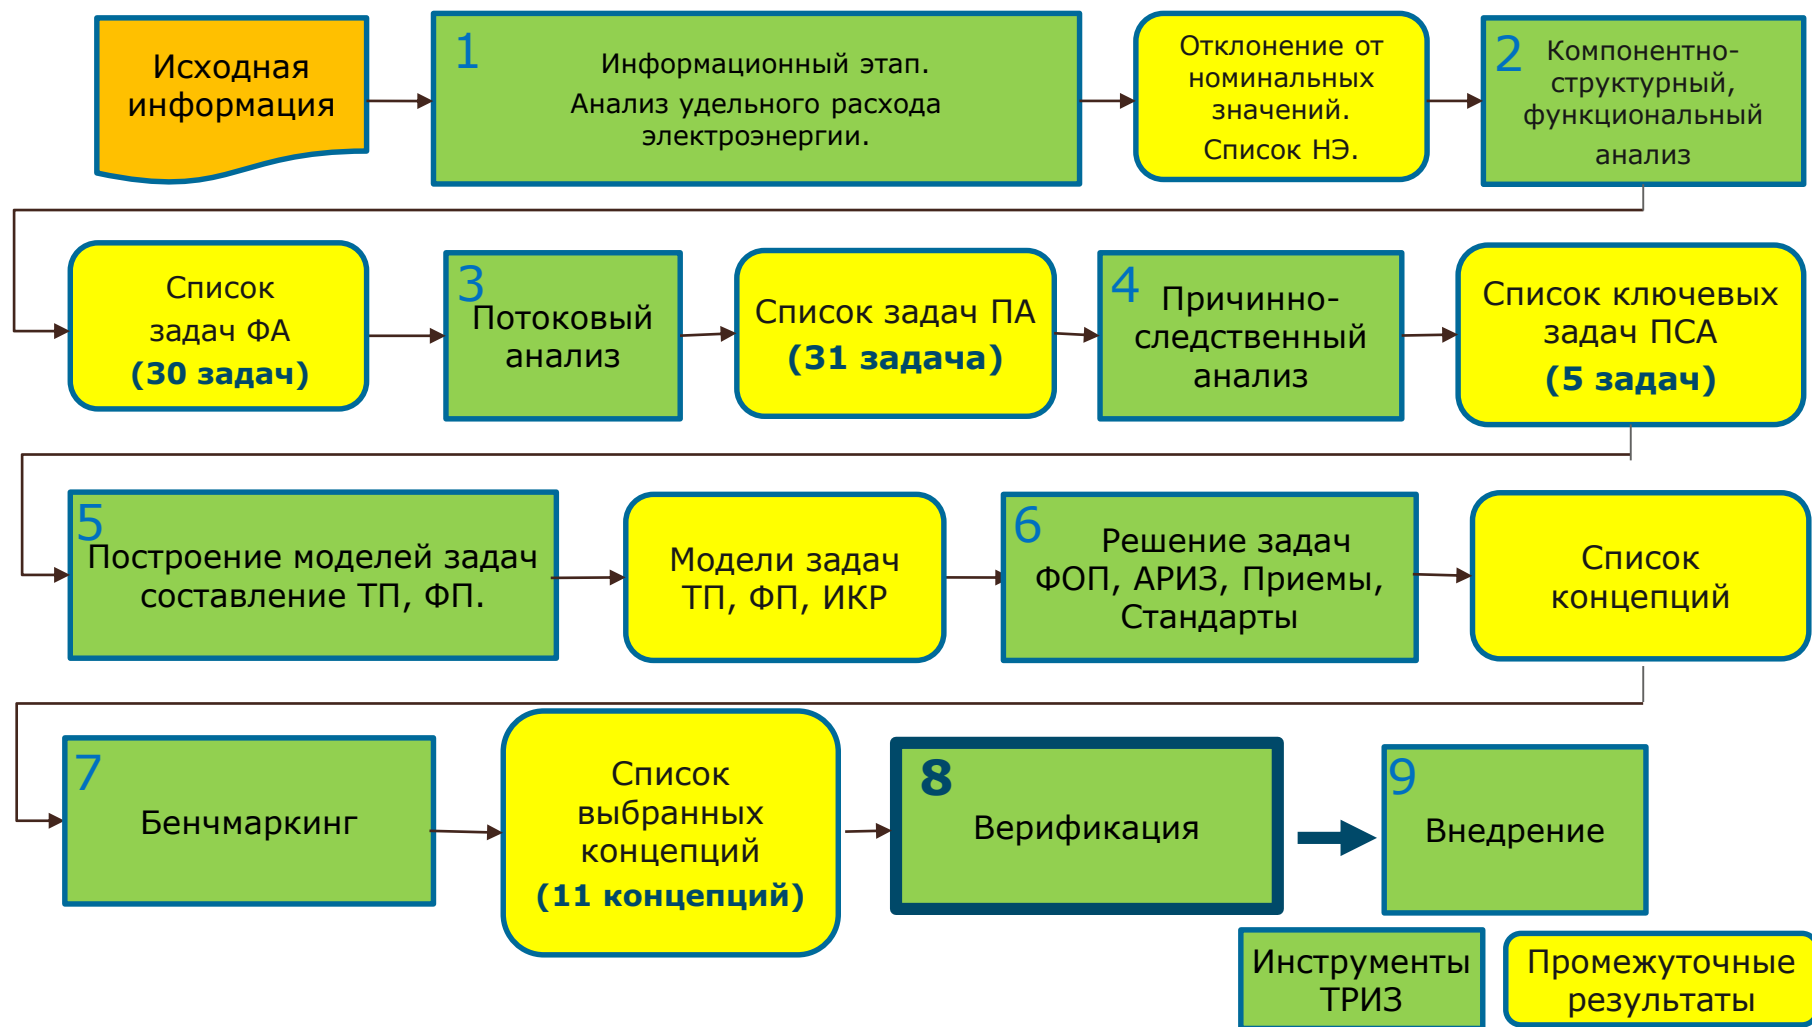 Исходная
информация
1
Информационный этап.
Анализ удельного расхода
электроэнергии.
Отклонение от
номинальных
значений.
Список НЭ.
2
Компонентно-
структурный,
функциональный
анализ
Список
задач ФА
(30 задач)
3
Потоковый
анализ
Список задач ПА
(31 задача)
4
Причинно-
следственный
анализ
Список ключевых
задач ПСА
(5 задач)
5
Построение моделей задач
составление ТП, ФП.
Модели задач
ТП, ФП, ИКР
6
Решение задач
ФОП, АРИЗ, Приемы,
Стандарты
Список
концепций
7
Бенчмаркинг
Список
выбранных
концепций
(11 концепций)
8
Верификация
9
Внедрение
Инструменты
ТРИЗ
Промежуточные
результаты